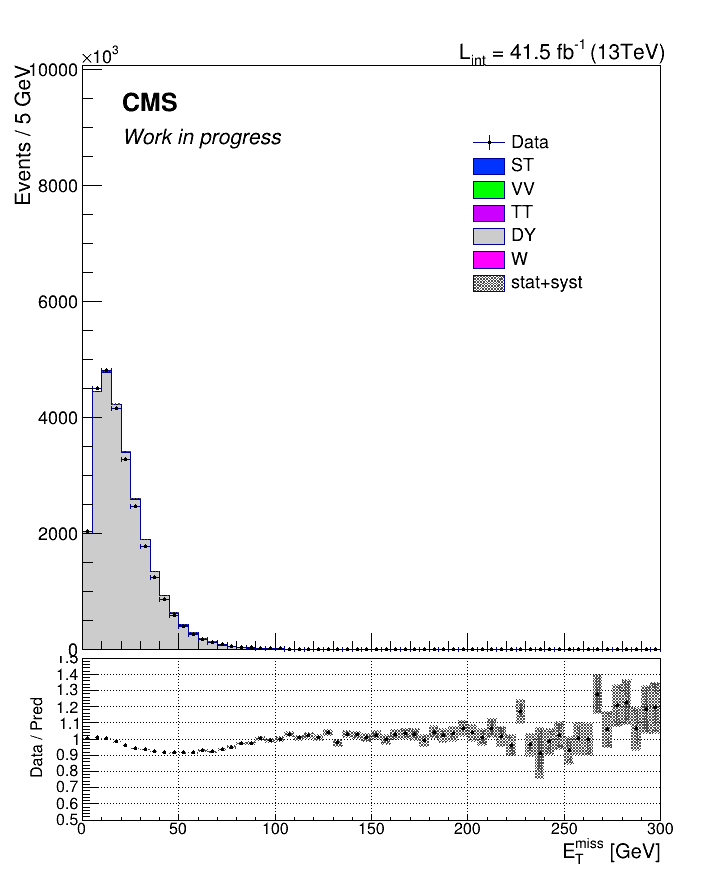 ×10³
L_int = 41.5 fb⁻¹ (13TeV)
Events / 5 GeV
10000
8000
6000
4000
2000
0
CMS
Work in progress
Data
ST
VV
TT
DY
W
stat+syst
Data / Pred
1.5
1.4
1.3
1.2
1.1
1
0.9
0.8
0.7
0.6
0.5
0 50 100 150 200 250 300
E_T^miss [GeV]